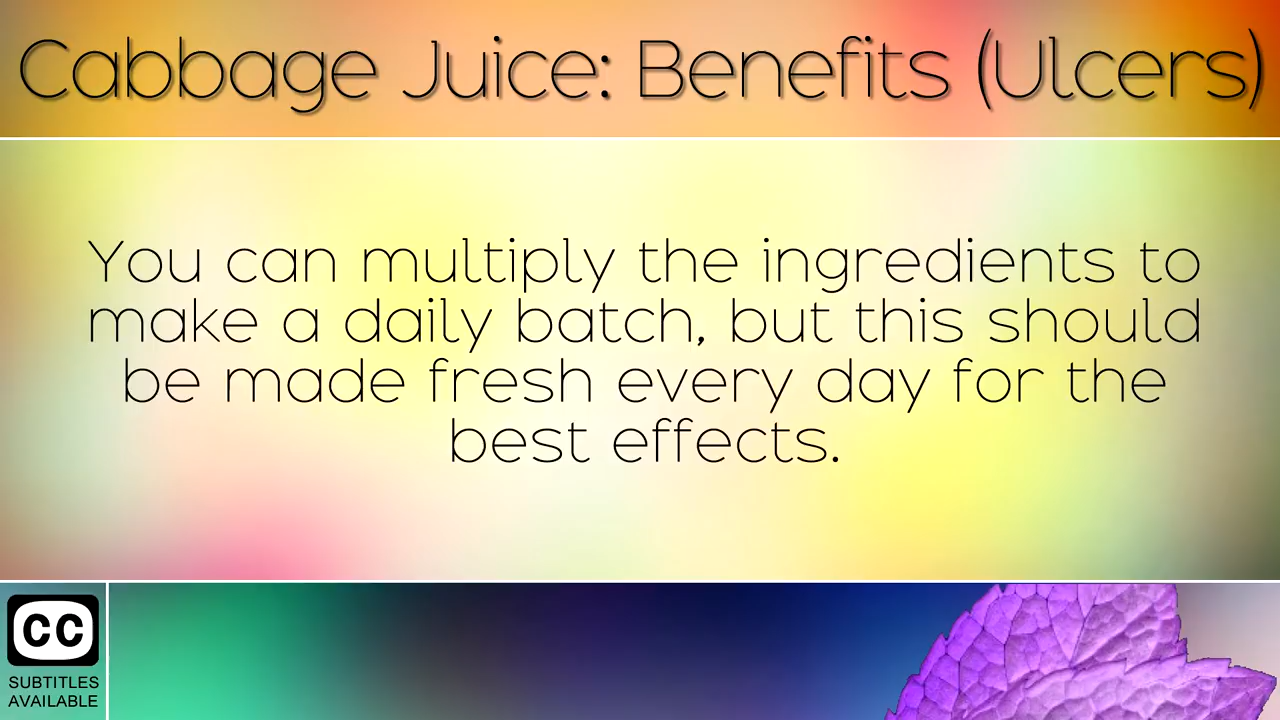 Cabbage Juice: Benefits (Ulcers)
You can multiply the ingredients to
make a daily batch, but this should
be made fresh every day for the
best effects.
CC
SUBTITLES
AVAILABLE